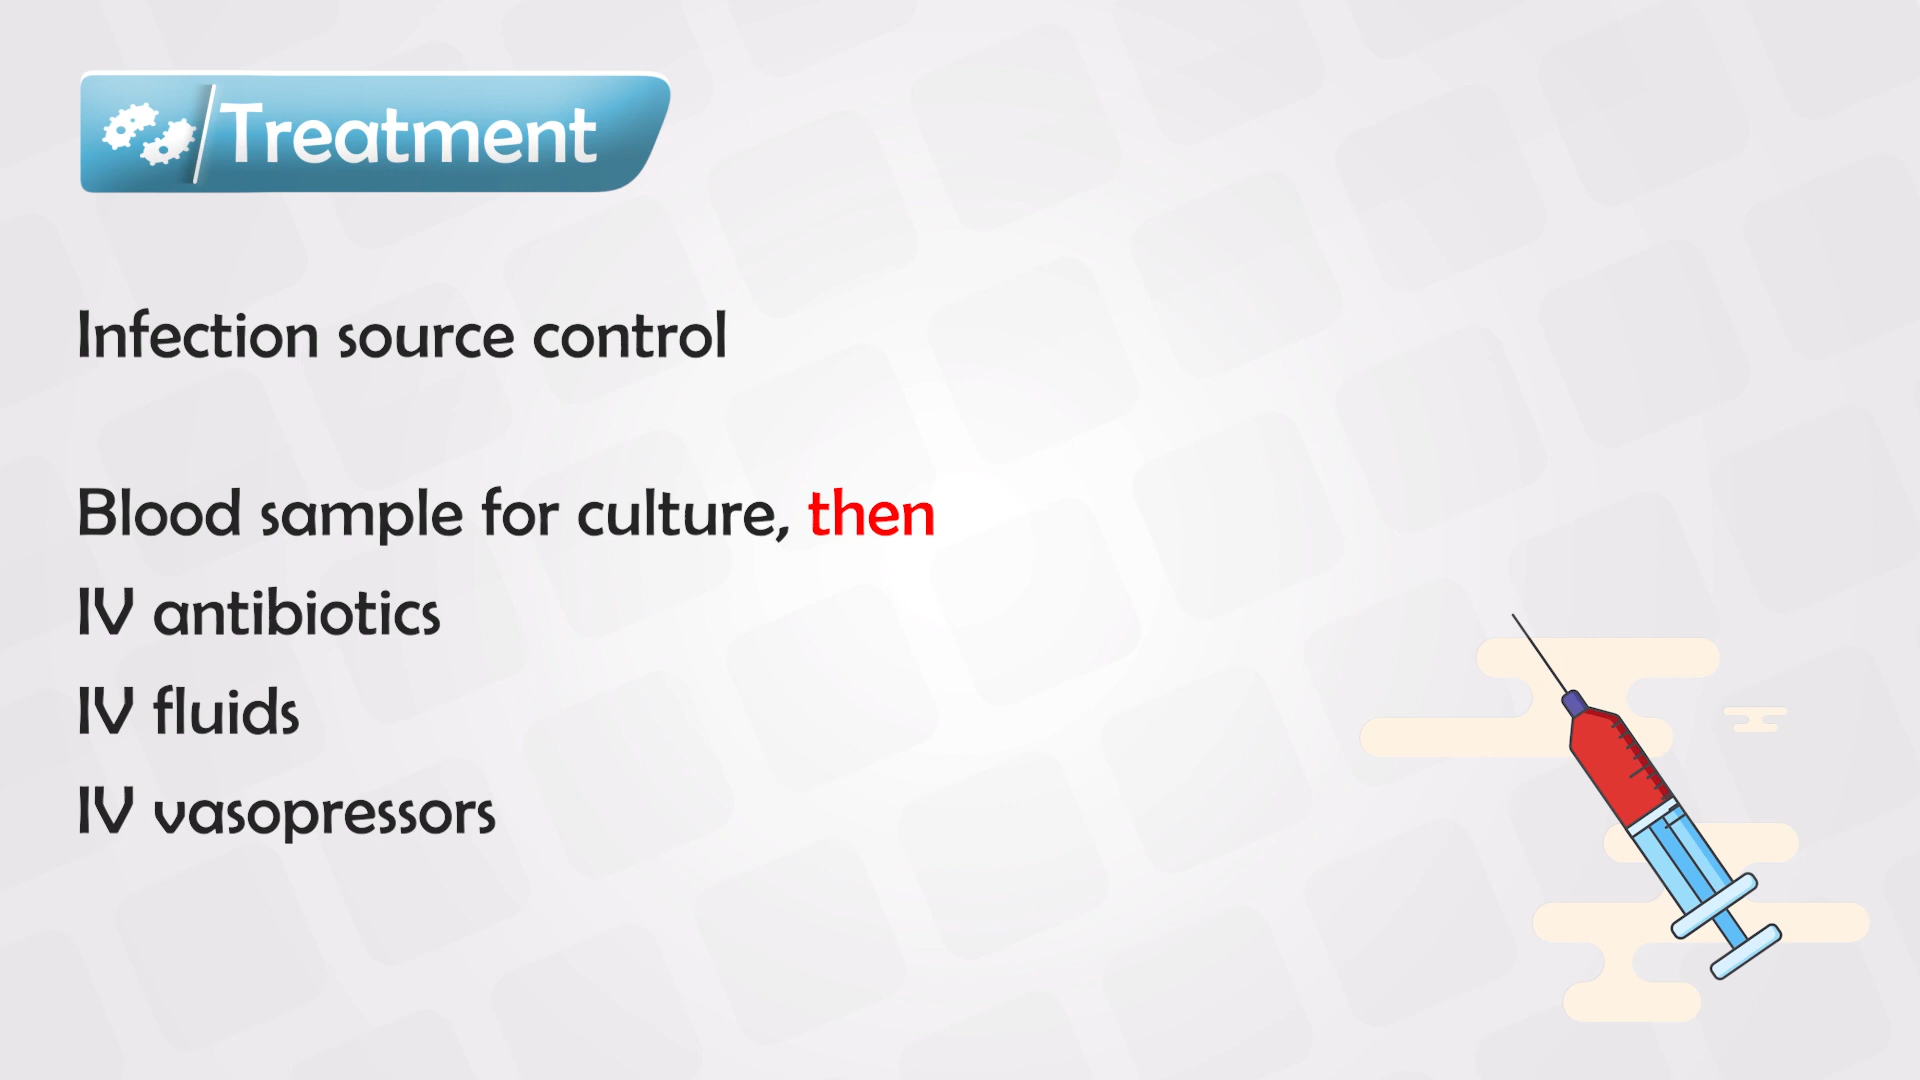 Treatment
Infection source control
Blood sample for culture, then
IV antibiotics
IV fluids
IV vasopressors